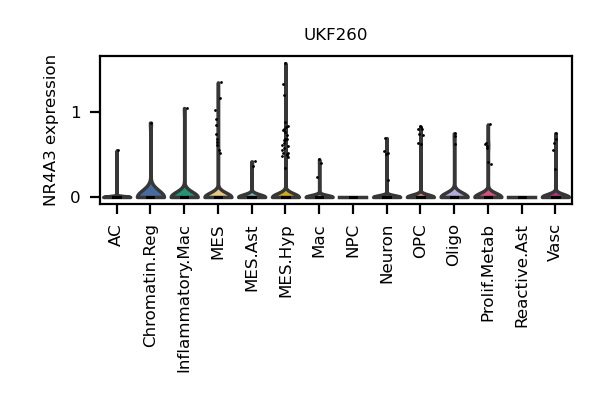 UKF260
NR4A3 expression
1
0
AC
Chromatin.Reg
Inflammatory.Mac
MES
MES.Ast
MES.Hyp
Mac
NPC
Neuron
OPC
Oligo
Prolif.Metab
Reactive.Ast
Vasc